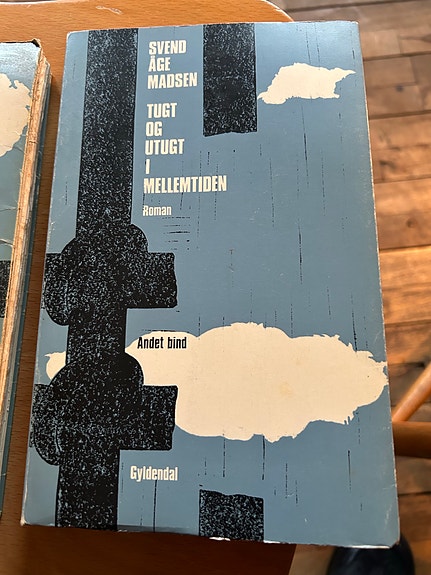 SVEND
ÅGE
MADSEN
TUGT
OG
UTUGT
I
MELLEMTIDEN
Roman
Andet bind
Gyldendal